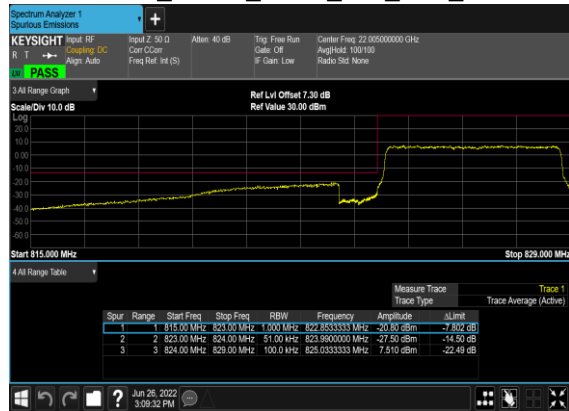 Spectrum Analyzer 1
Spurious Emissions
+
KEYSIGHT Input: RF Input Z: 50 Ω Atten: 40 dB Trig: Free Run Center Freq: 22.005000000 GHz
R T Coupling: DC Corr CCorr Gate: Off Avg|Hold: 100/100
Align: Auto Freq Ref: Int (S) IF Gain: Low Radio Std: None
LW PASS
3 All Range Graph
Ref Lvl Offset 7.30 dB
Scale/Div 10.0 dB Ref Value 30.00 dBm
Log
20.0
10.0
0.00
-10.0
-20.0
-30.0
-40.0
-50.0
-60.0
Start 815.000 MHz Stop 829.000 MHz
4 All Range Table
Measure Trace Trace 1
Trace Type Trace Average (Active)
Spur Range Start Freq Stop Freq RBW Frequency Amplitude ΔLimit
1 1 815.00 MHz 823.00 MHz 1.000 MHz 822.8533333 MHz -20.80 dBm -7.802 dB
2 2 823.00 MHz 824.00 MHz 51.00 kHz 823.9900000 MHz -27.50 dBm -14.50 dB
3 3 824.00 MHz 829.00 MHz 100.0 kHz 825.0333333 MHz 7.510 dBm -22.49 dB
? Jun 26, 2022
3:09:32 PM